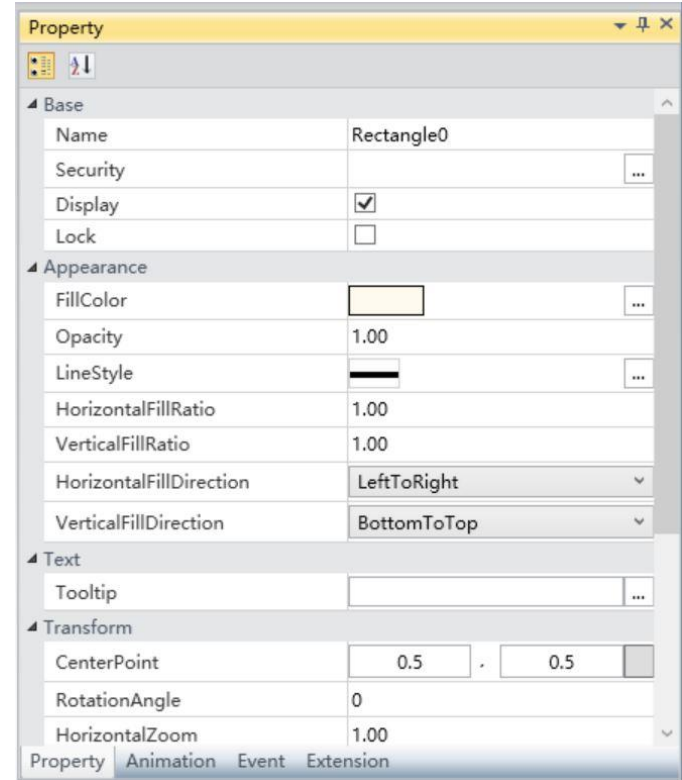 Property
Base
Name Rectangle0
Security ...
Display
Lock
Appearance
FillColor ...
Opacity 1.00
LineStyle ...
HorizontalFillRatio 1.00
VerticalFillRatio 1.00
HorizontalFillDirection LeftToRight
VerticalFillDirection BottomToTop
Text
Tooltip ...
Transform
CenterPoint 0.5 , 0.5
RotationAngle 0
HorizontalZoom 1.00
Property Animation Event Extension